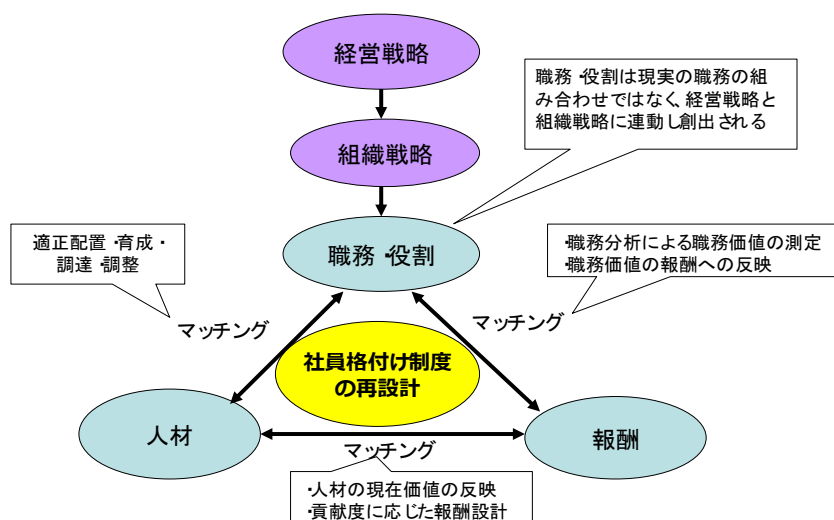 経営戦略
職務・役割は現実の職務の組
み合わせではなく、経営戦略と
組織戦略に連動し創出される
組織戦略
適正配置・育成・
調達・調整
職務・役割
・職務分析による職務価値の測定
・職務価値の報酬への反映
マッチング
マッチング
社員格付け制度
の再設計
人材
報酬
マッチング
・人材の現在価値の反映
・貢献度に応じた報酬設計